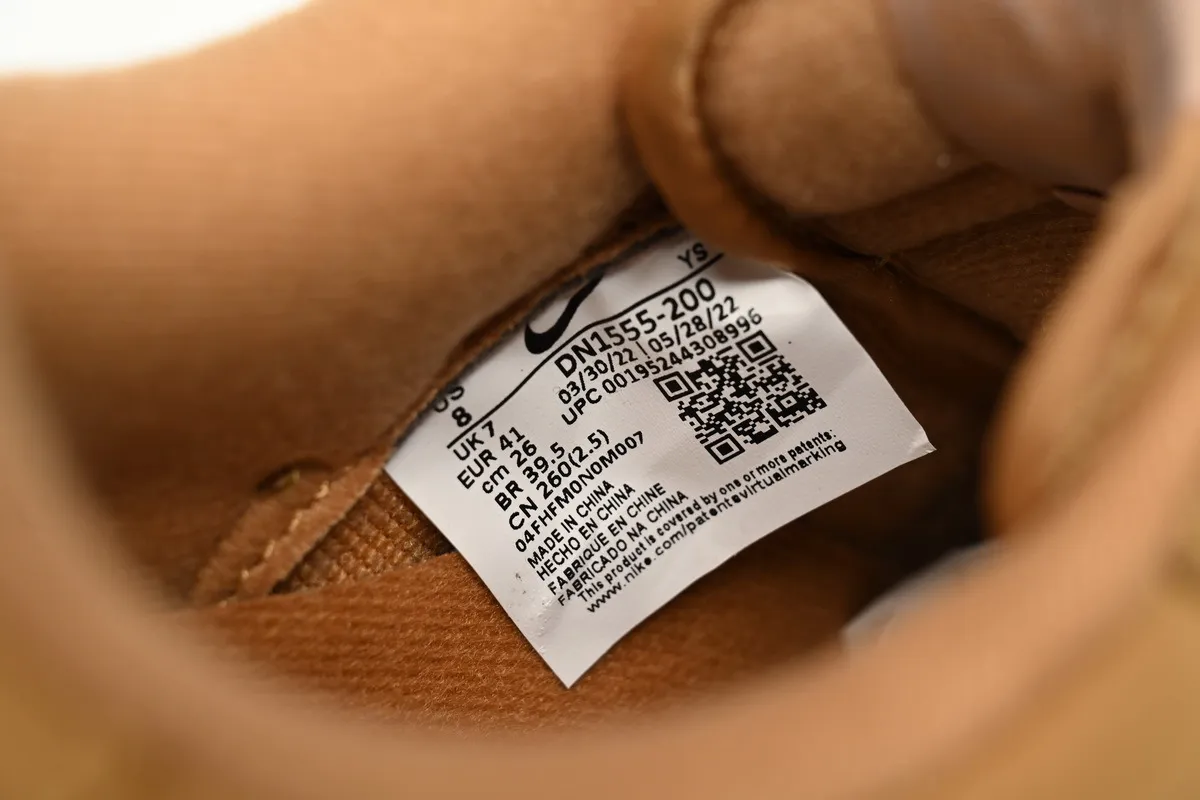 US YS
8 DN1555-200
UK 7 03/30/22 | 05/28/22
EUR 41 UPC 00195244308996
cm 26
BR 39.5
CN 260(2.5)
04FHFM0N0M007
MADE IN CHINA
HECHO EN CHINA
FABRIQUE EN CHINE
FABRICADO NA CHINA
This product is covered by one or more patents:
www.nike.com/patentsvirtualmarking